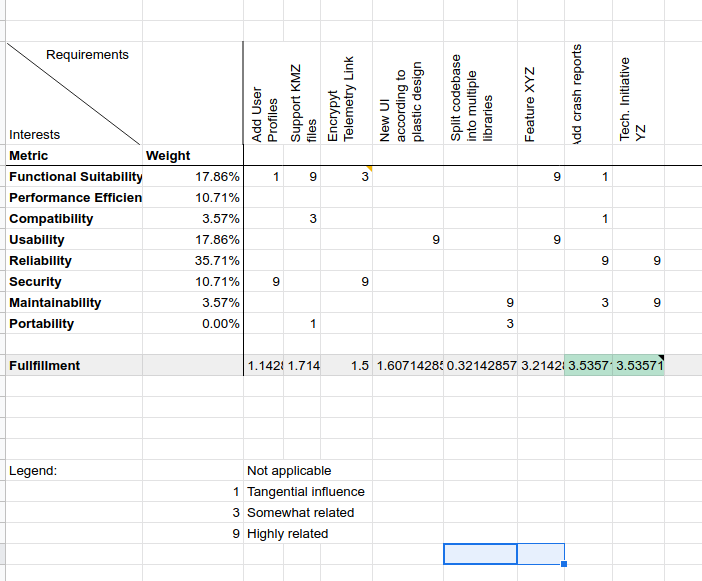 Requirements
Interests
Add User
Profiles
Support KMZ
files
Encrypyt
Telemetry Link
New UI
according to
plastic design
Split codebase
into multiple
libraries
Feature XYZ
Add crash reports
Tech. Initiative
YZ
Metric Weight
Functional Suitability 17.86% 1 9 3 9 1
Performance Efficien 10.71%
Compatibility 3.57% 3 1
Usability 17.86% 9 9
Reliability 35.71% 9 9
Security 10.71% 9 9
Maintainability 3.57% 9 3 9
Portability 0.00% 1 3
Fullfillment 1.142 1.714 1.5 1.6071428 0.32142857 3.2142 3.5357 3.53571
Legend: Not applicable
1 Tangential influence
3 Somewhat related
9 Highly related